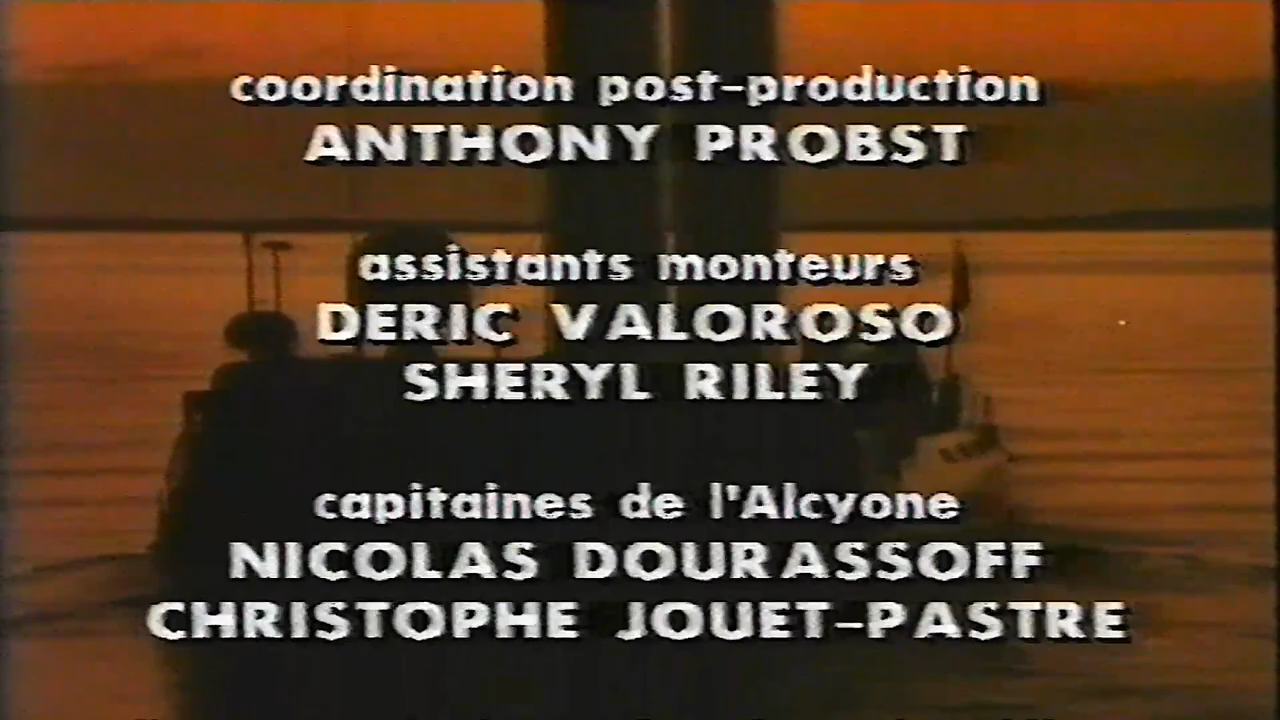 coordination post-production
ANTHONY PROBST
assistants monteurs
DERIC VALOROSO
SHERYL RILEY
capitaines de l'Alcyone
NICOLAS DOURASSOFF
CHRISTOPHE JOUET-PASTRE